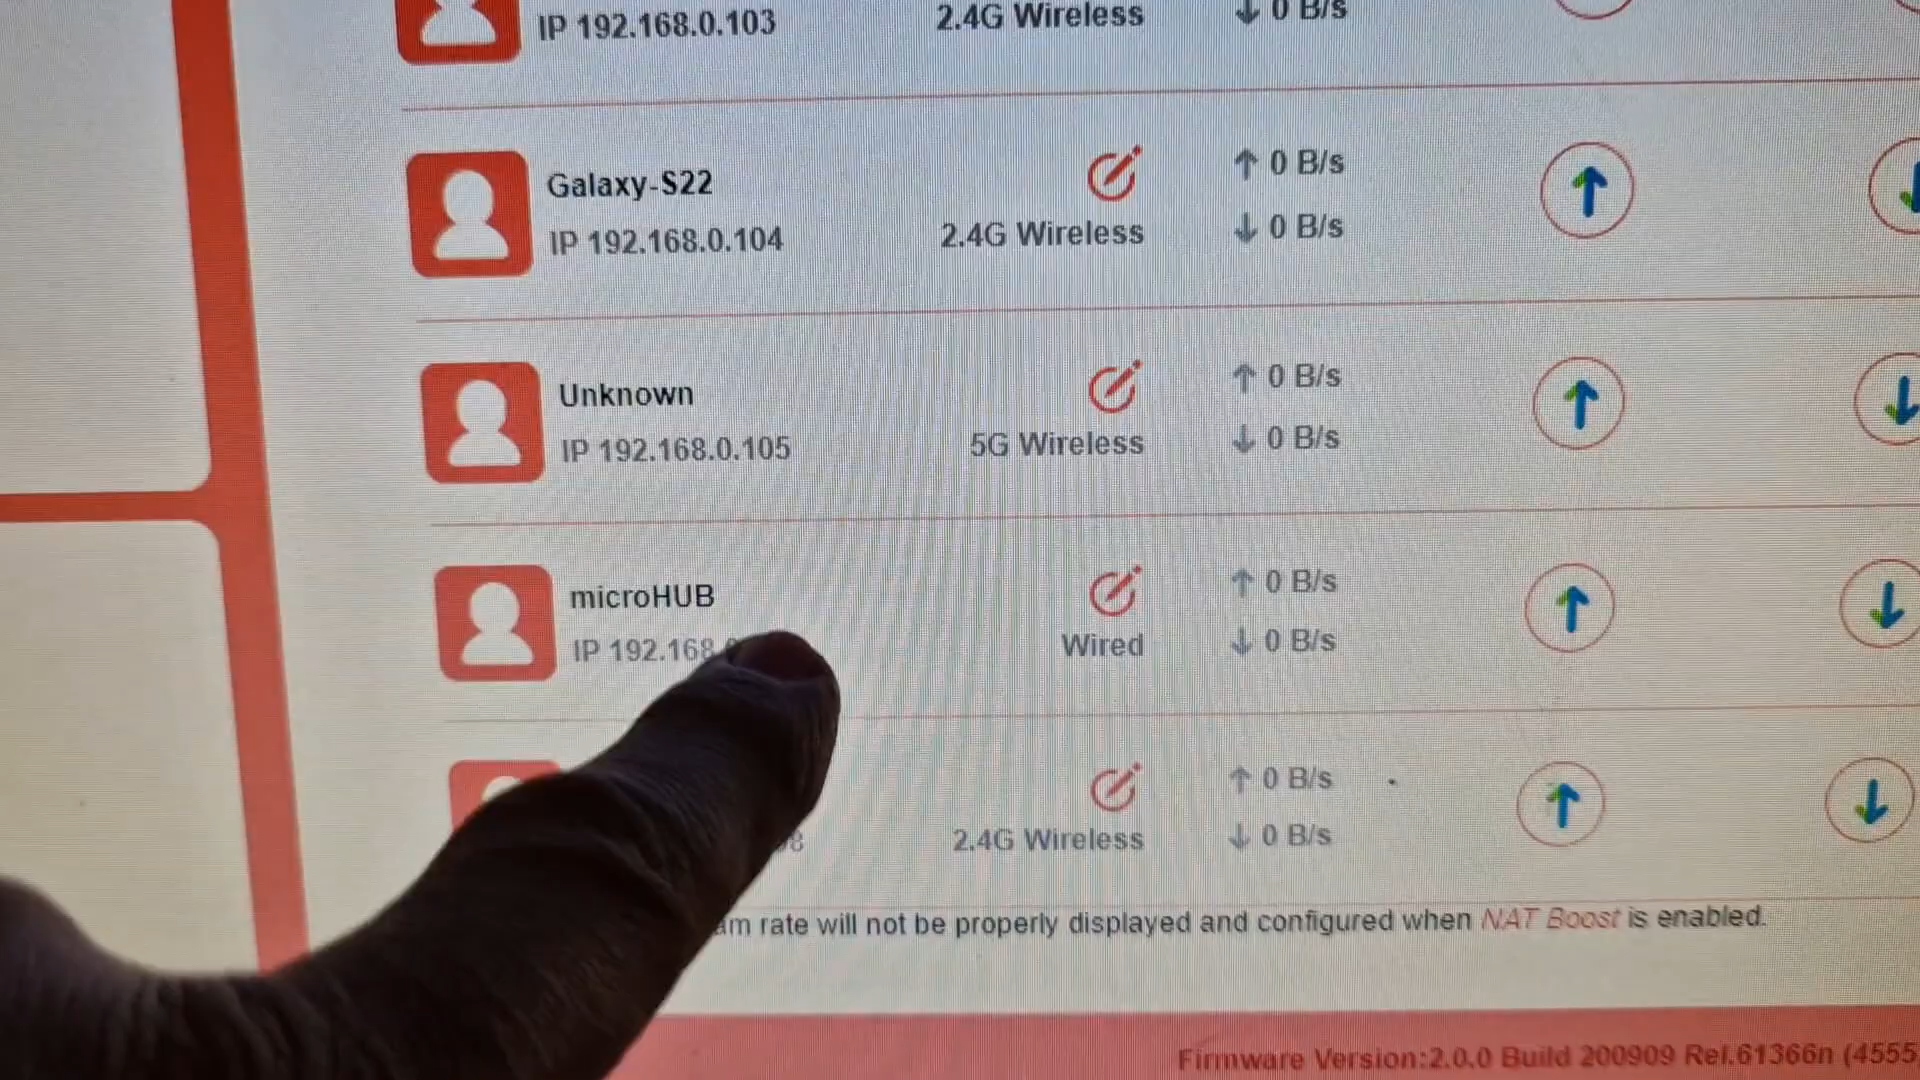 IP 192.168.0.103
2.4G Wireless
0 B/s
Galaxy-S22
IP 192.168.0.104
2.4G Wireless
0 B/s
0 B/s
Unknown
IP 192.168.0.105
5G Wireless
0 B/s
0 B/s
microHUB
IP 192.168.
Wired
0 B/s
0 B/s
2.4G Wireless
0 B/s
0 B/s
rate will not be properly displayed and configured when NAT Boost is enabled.
Firmware Version:2.0.0 Build 200909 Rel.61366n (4555